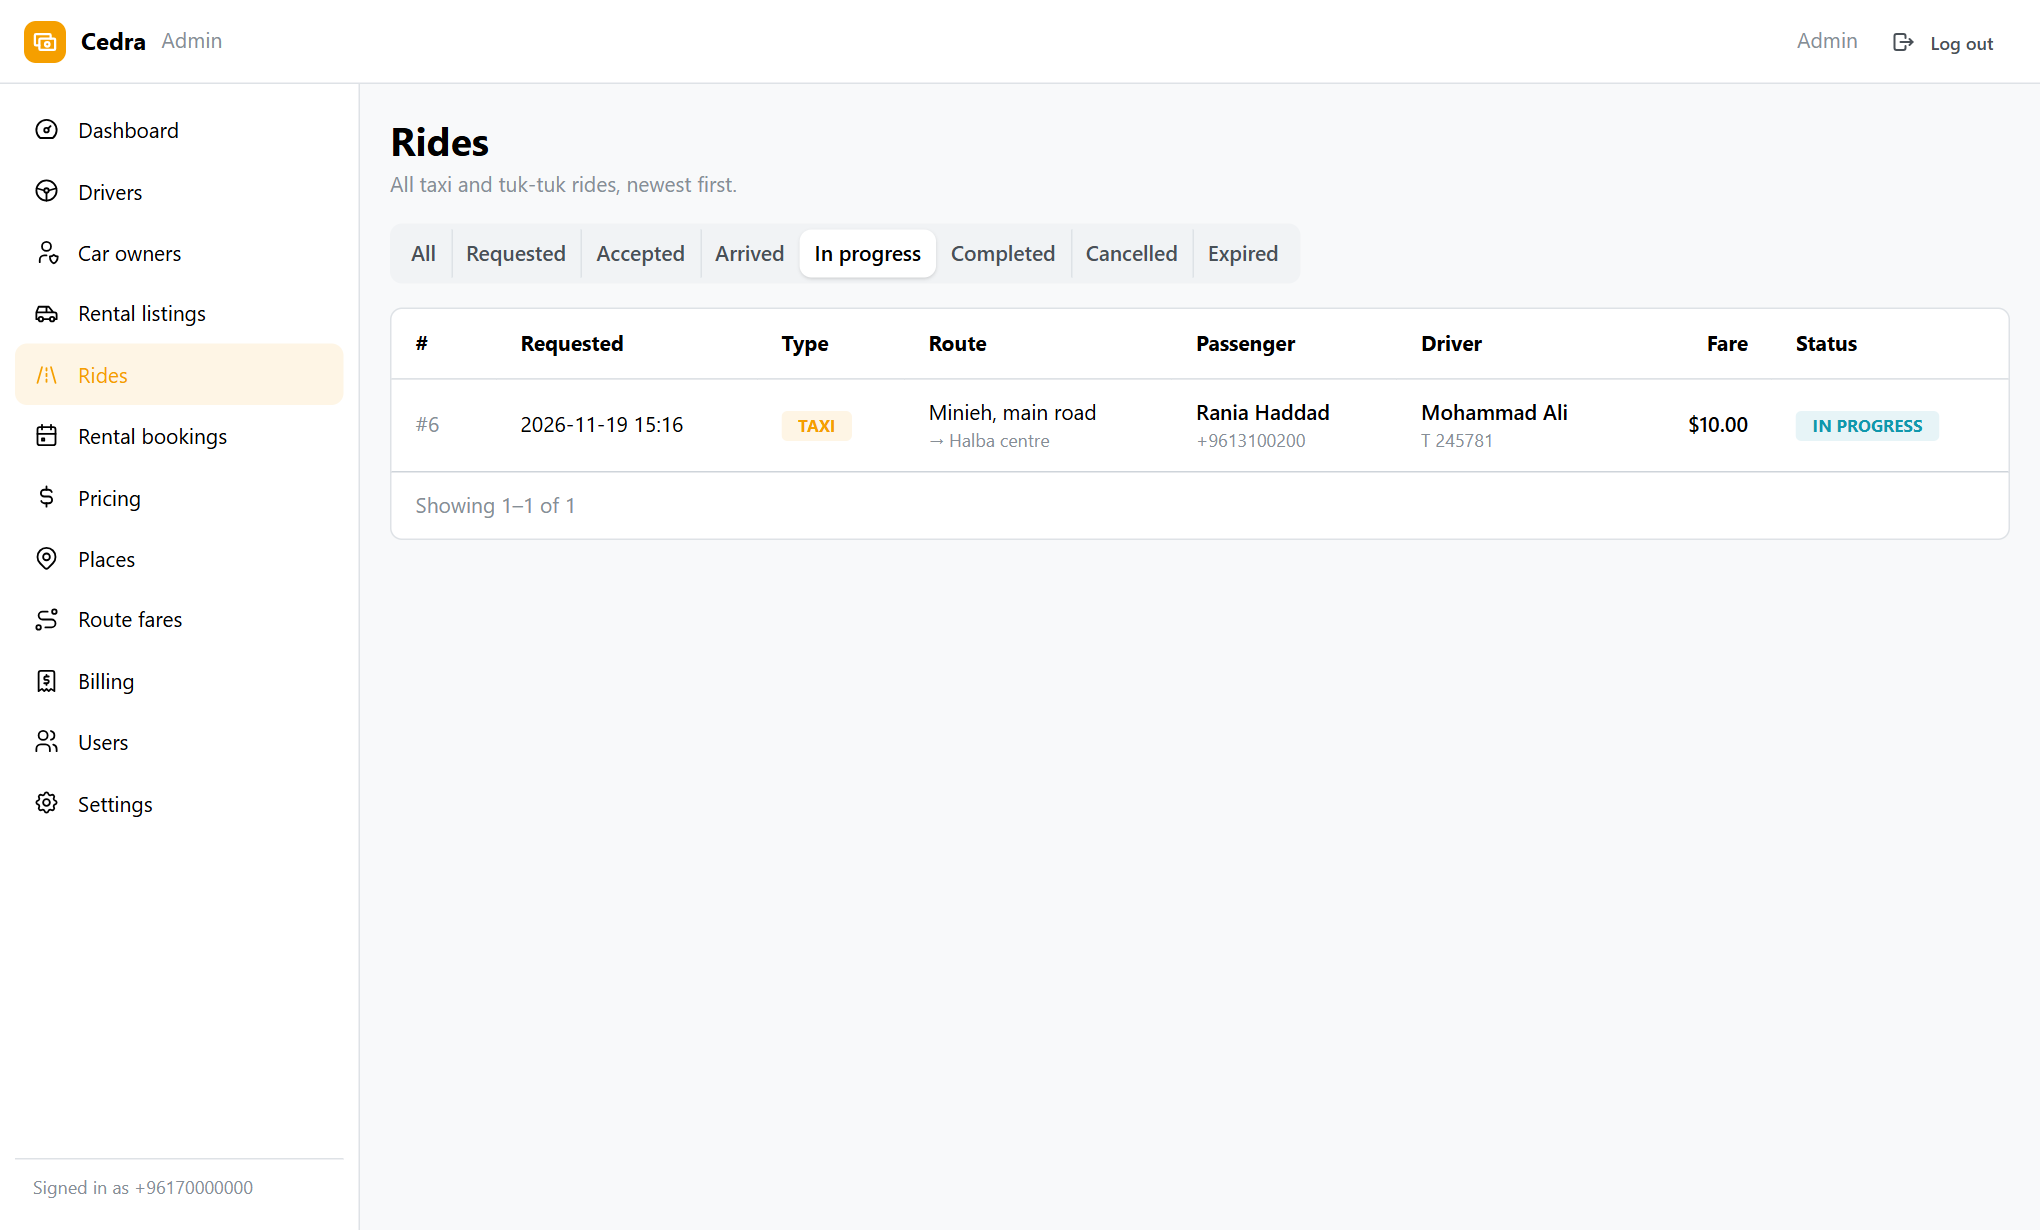 Cedra Admin
Admin Log out
Dashboard
Drivers
Car owners
Rental listings
Rides
Rental bookings
Pricing
Places
Route fares
Billing
Users
Settings
Signed in as +96170000000
Rides
All taxi and tuk-tuk rides, newest first.
All Requested Accepted Arrived In progress Completed Cancelled Expired
# Requested Type Route Passenger Driver Fare Status
#6 2026-11-19 15:16 TAXI Minieh, main road Rania Haddad Mohammad Ali $10.00 IN PROGRESS
→ Halba centre +9613100200 T 245781
Showing 1–1 of 1